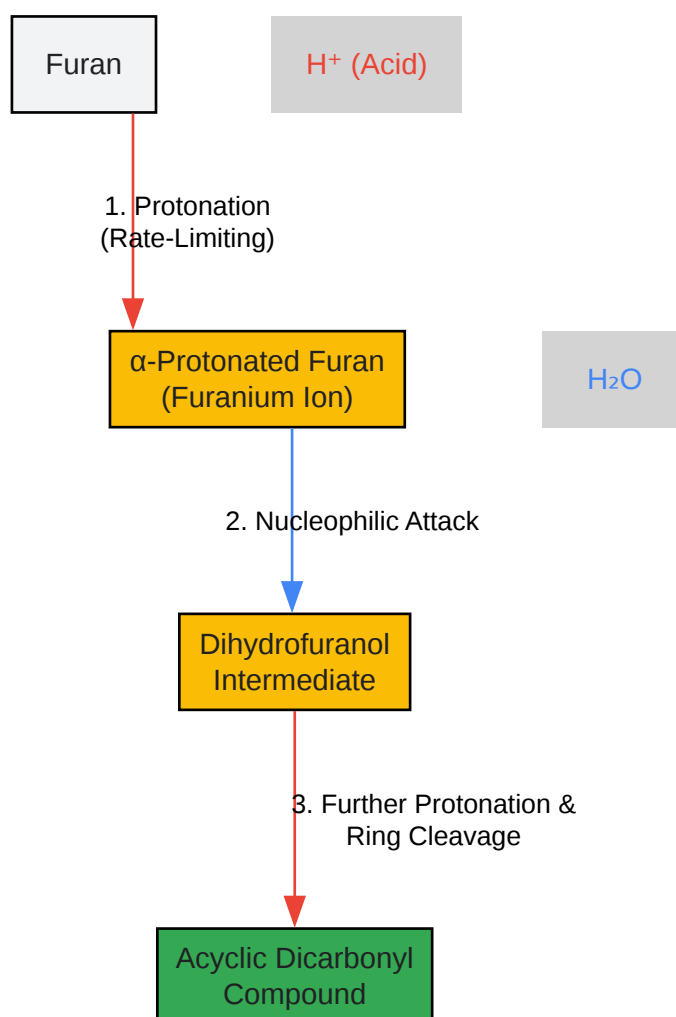 Furan
H⁺ (Acid)
1. Protonation
(Rate-Limiting)
α-Protonated Furan
(Furanium Ion)
H₂O
2. Nucleophilic Attack
Dihydrofuranol
Intermediate
3. Further Protonation &
Ring Cleavage
Acyclic Dicarbonyl
Compound